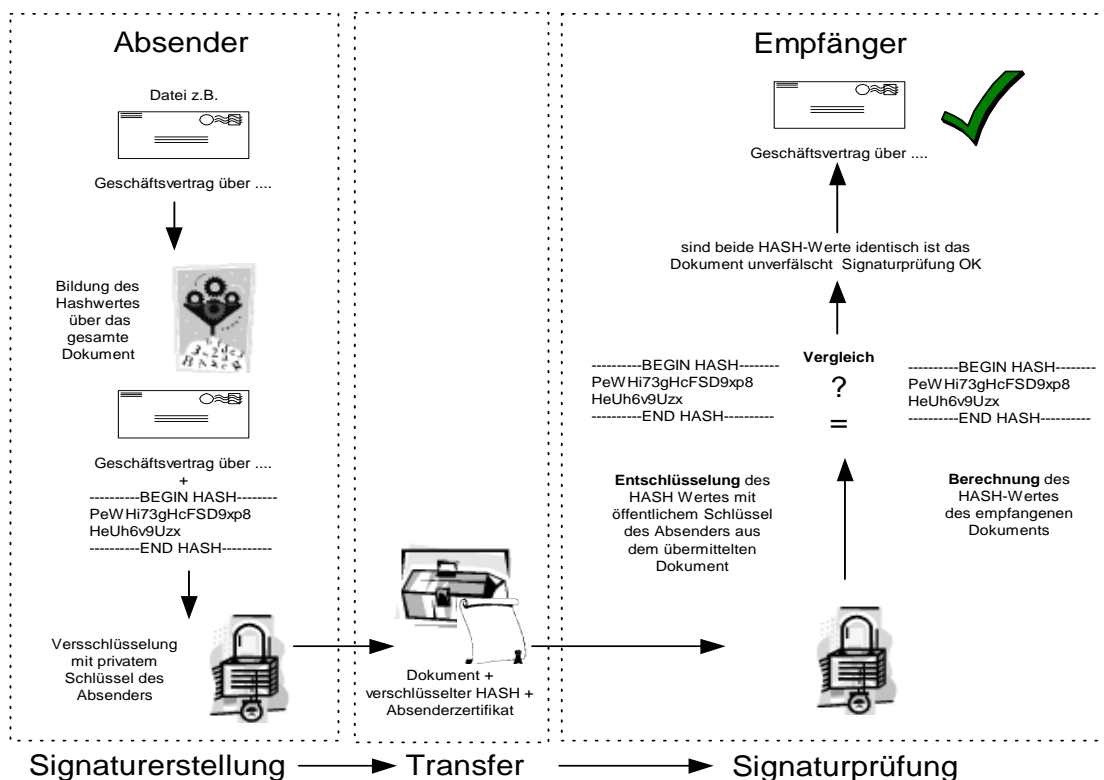 Absender
Datei z.B.
Geschäftsvertrag über ....
Bildung des
Hashwertes
über das
gesamte
Dokument
Geschäftsvertrag über ....
+
----------BEGIN HASH--------
PeWHi73gHcFSD9xp8
HeUh6v9Uzx
----------END HASH----------
Versschlüsselung
mit privatem
Schlüssel des
Absenders
Dokument +
verschlüsselter HASH +
Absenderzertifikat
Empfänger
Geschäftsvertrag über ....
sind beide HASH-Werte identisch ist das
Dokument unverfälscht Signaturprüfung OK
----------BEGIN HASH--------
PeWHi73gHcFSD9xp8
HeUh6v9Uzx
----------END HASH----------
Vergleich
?
=
----------BEGIN HASH--------
PeWHi73gHcFSD9xp8
HeUh6v9Uzx
----------END HASH----------
Entschlüsselung des
HASH Wertes mit
öffentlichem Schlüssel
des Absenders aus
dem übermittelten
Dokument
Berechnung des
HASH-Wertes
des empfangenen
Dokuments
Signaturerstellung
Transfer
Signaturprüfung